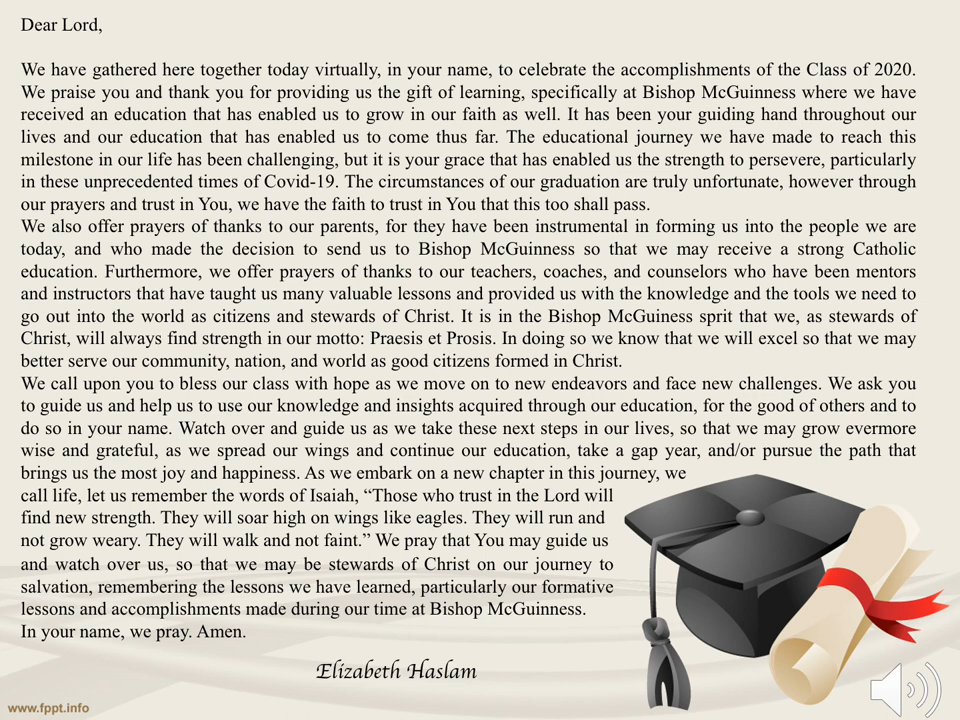 Dear Lord,
We have gathered here together today virtually, in your name, to celebrate the accomplishments of the Class of 2020.
We praise you and thank you for providing us the gift of learning, specifically at Bishop McGuinness where we have
received an education that has enabled us to grow in our faith as well. It has been your guiding hand throughout our
lives and our education that has enabled us to come thus far. The educational journey we have made to reach this
milestone in our life has been challenging, but it is your grace that has enabled us the strength to persevere, particularly
in these unprecedented times of Covid-19. The circumstances of our graduation are truly unfortunate, however through
our prayers and trust in You, we have the faith to trust in You that this too shall pass.
We also offer prayers of thanks to our parents, for they have been instrumental in forming us into the people we are
today, and who made the decision to send us to Bishop McGuinness so that we may receive a strong Catholic
education. Furthermore, we offer prayers of thanks to our teachers, coaches, and counselors who have been mentors
and instructors that have taught us many valuable lessons and provided us with the knowledge and the tools we need to
go out into the world as citizens and stewards of Christ. It is in the Bishop McGuiness sprit that we, as stewards of
Christ, will always find strength in our motto: Praesis et Prosis. In doing so we know that we will excel so that we may
better serve our community, nation, and world as good citizens formed in Christ.
We call upon you to bless our class with hope as we move on to new endeavors and face new challenges. We ask you
to guide us and help us to use our knowledge and insights acquired through our education, for the good of others and to
do so in your name. Watch over and guide us as we take these next steps in our lives, so that we may grow evermore
wise and grateful, as we spread our wings and continue our education, take a gap year, and/or pursue the path that
brings us the most joy and happiness. As we embark on a new chapter in this journey, we
call life, let us remember the words of Isaiah, “Those who trust in the Lord will
find new strength. They will soar high on wings like eagles. They will run and
not grow weary. They will walk and not faint.” We pray that You may guide us
and watch over us, so that we may be stewards of Christ on our journey to
salvation, remembering the lessons we have learned, particularly our formative
lessons and accomplishments made during our time at Bishop McGuinness.
In your name, we pray. Amen.
Elizabeth Haslam
www.fppt.info